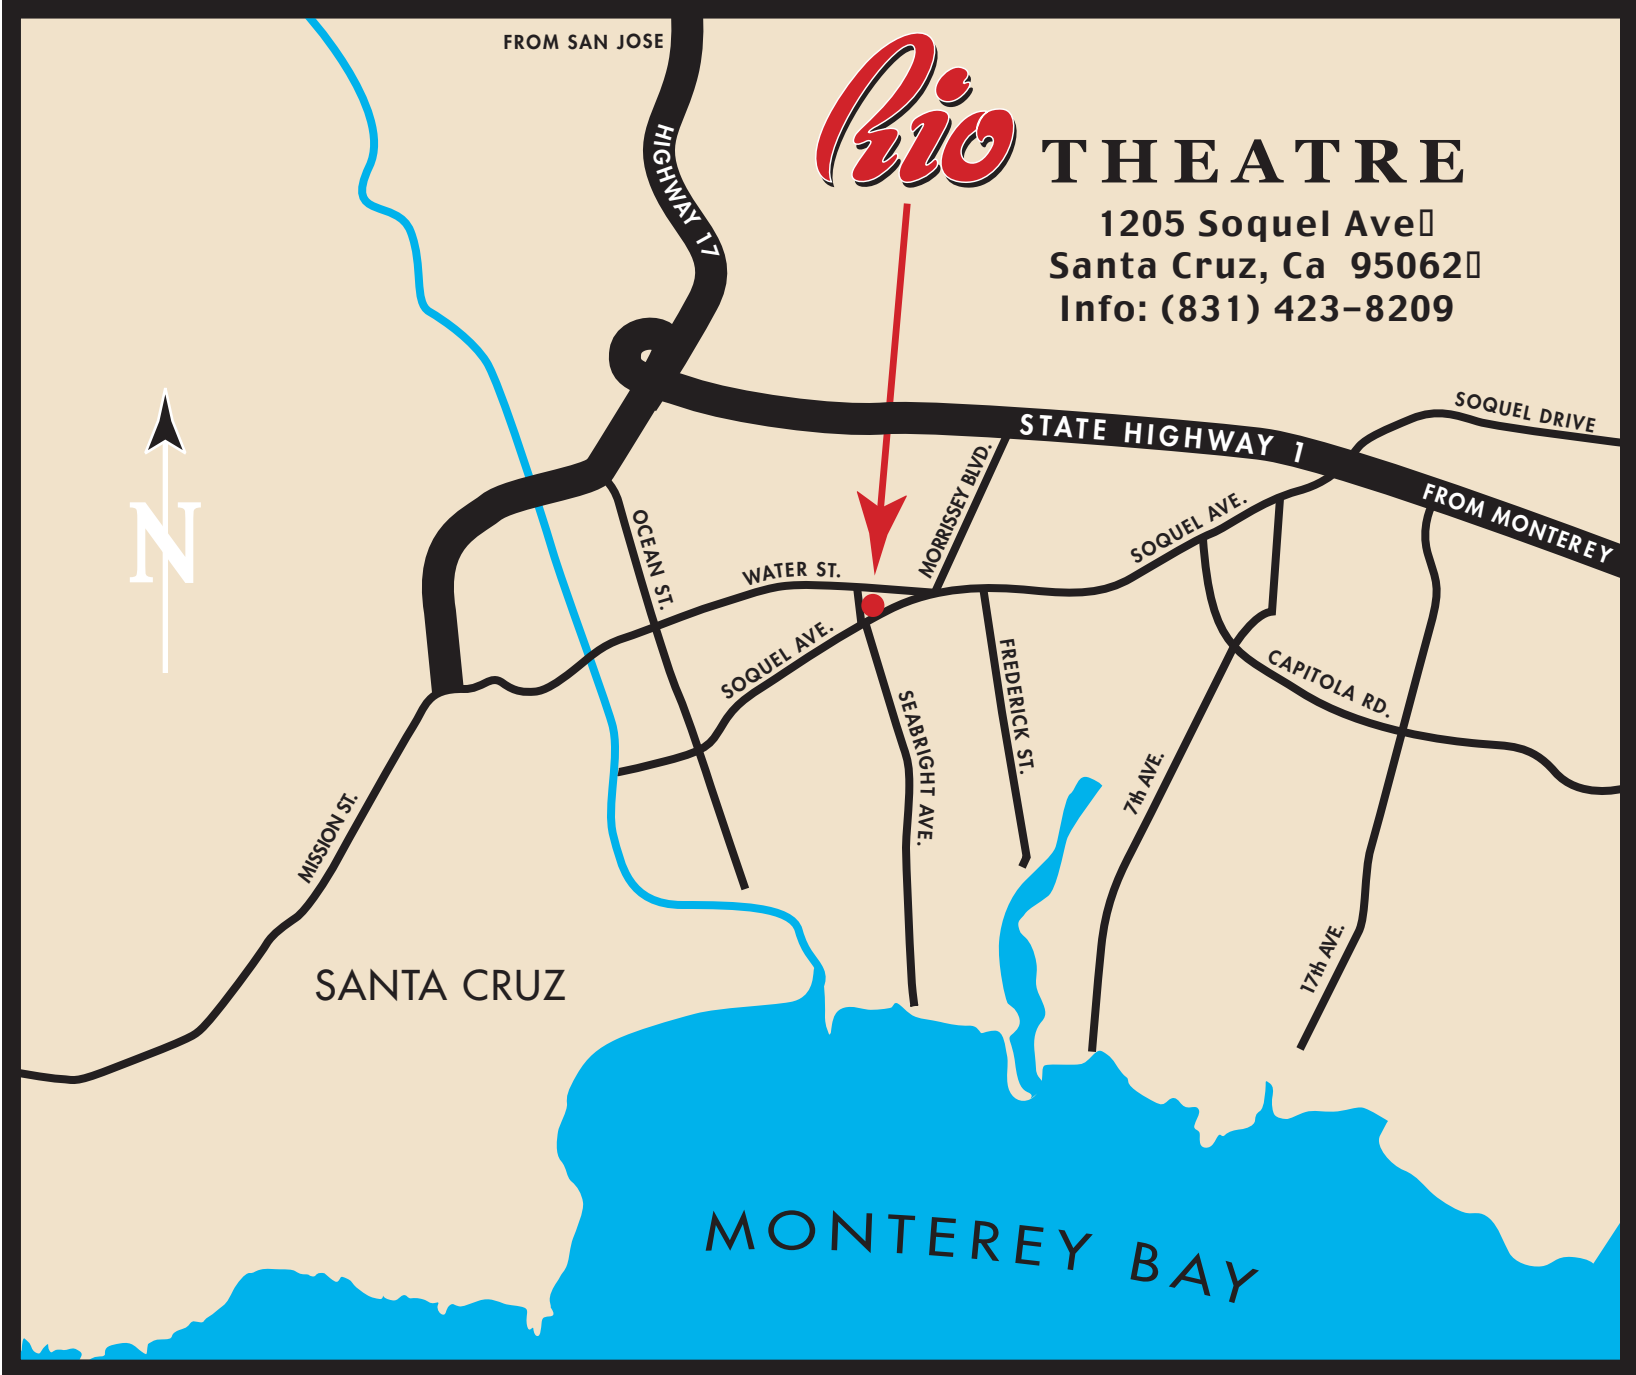 FROM SAN JOSE
HIGHWAY 17
Rio THEATRE
1205 Soquel Ave
Santa Cruz, Ca 95062
Info: (831) 423-8209
SOQUEL DRIVE
STATE HIGHWAY 1
FROM MONTEREY
N
OCEAN ST.
WATER ST.
MORRISSEY BLVD.
SOQUEL AVE.
SOQUEL AVE.
SEABRIGHT AVE.
FREDERICK ST.
CAPITOLA RD.
7th AVE.
MISSION ST.
17th AVE.
SANTA CRUZ
MONTEREY BAY